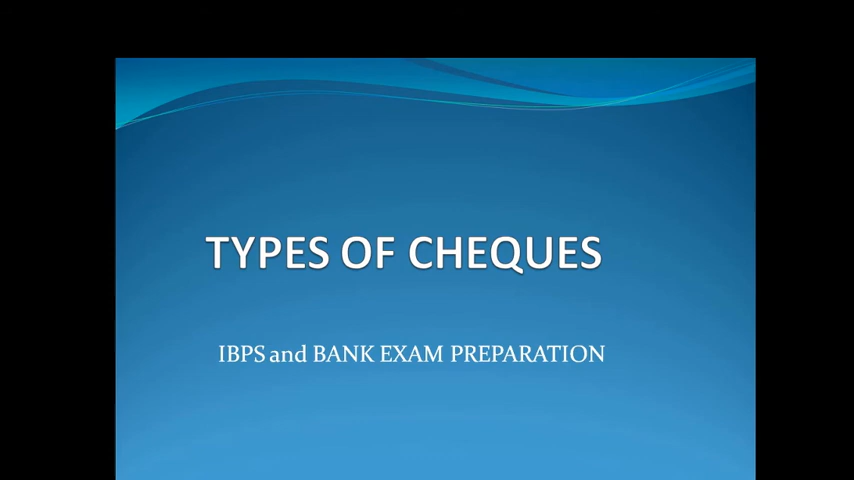 TYPES OF CHEQUES
IBPS and BANK EXAM PREPARATION